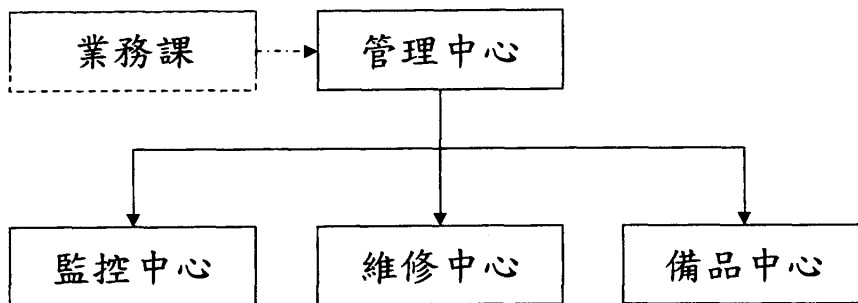 業務課
管理中心
監控中心
維修中心
備品中心